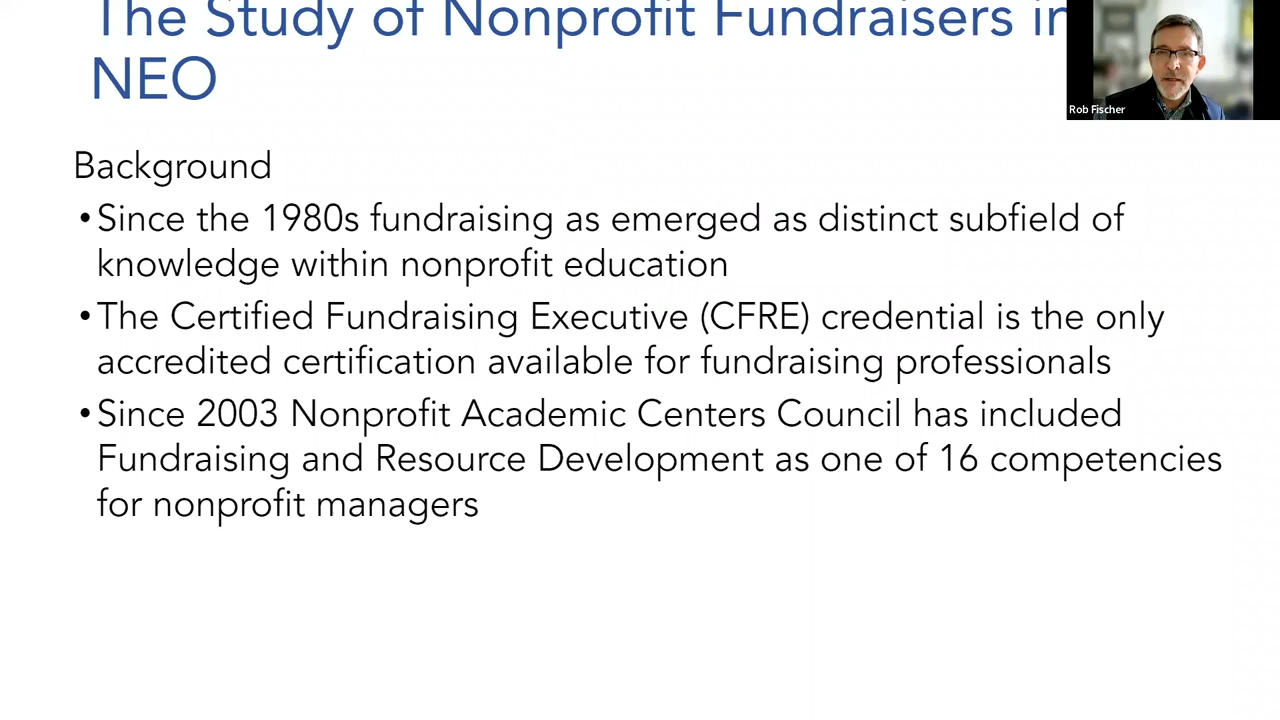 The Study of Nonprofit Fundraisers in
NEO
Rob Fischer
Background
•Since the 1980s fundraising as emerged as distinct subfield of
knowledge within nonprofit education
•The Certified Fundraising Executive (CFRE) credential is the only
accredited certification available for fundraising professionals
•Since 2003 Nonprofit Academic Centers Council has included
Fundraising and Resource Development as one of 16 competencies
for nonprofit managers